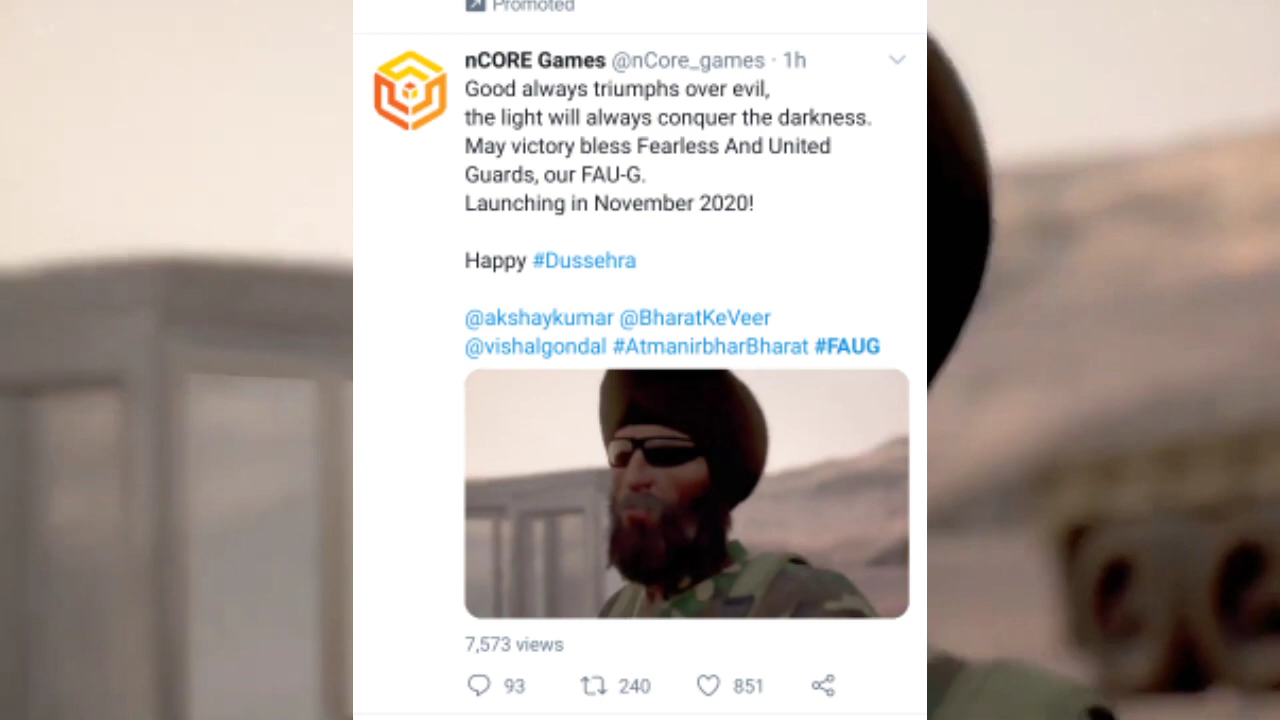 Promoted
nCORE Games @nCore_games · 1h
Good always triumphs over evil,
the light will always conquer the darkness.
May victory bless Fearless And United
Guards, our FAU-G.
Launching in November 2020!
Happy #Dussehra
@akshaykumar @BharatKeVeer
@vishalgondal #AtmanirbharBharat #FAUG
7,573 views
93 240 851